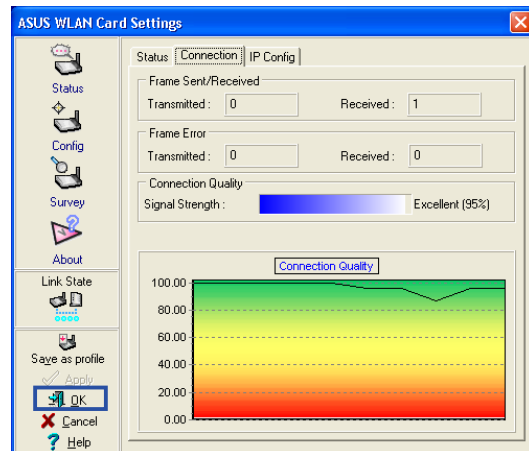 ASUS WLAN Card Settings
Status
Config
Survey
About
Link State
Save as profile
Apply
OK
Cancel
Help
Status Connection IP Config
Frame Sent/Received
Transmitted : 0 Received : 1
Frame Error
Transmitted : 0 Received : 0
Connection Quality
Signal Strength : Excellent (95%)
Connection Quality
100.00
80.00
60.00
40.00
20.00
0.00